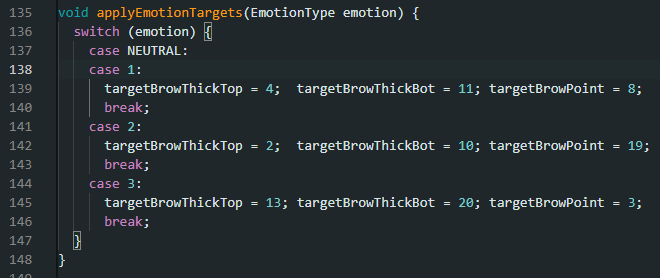 135 void applyEmotionTargets(EmotionType emotion) {
136   switch (emotion) {
137     case NEUTRAL:
138     case 1:
139       targetBrowThickTop = 4;  targetBrowThickBot = 11; targetBrowPoint = 8;
140       break;
141     case 2:
142       targetBrowThickTop = 2;  targetBrowThickBot = 10; targetBrowPoint = 19;
143       break;
144     case 3:
145       targetBrowThickTop = 13; targetBrowThickBot = 20; targetBrowPoint = 3;
146       break;
147   }
148 }